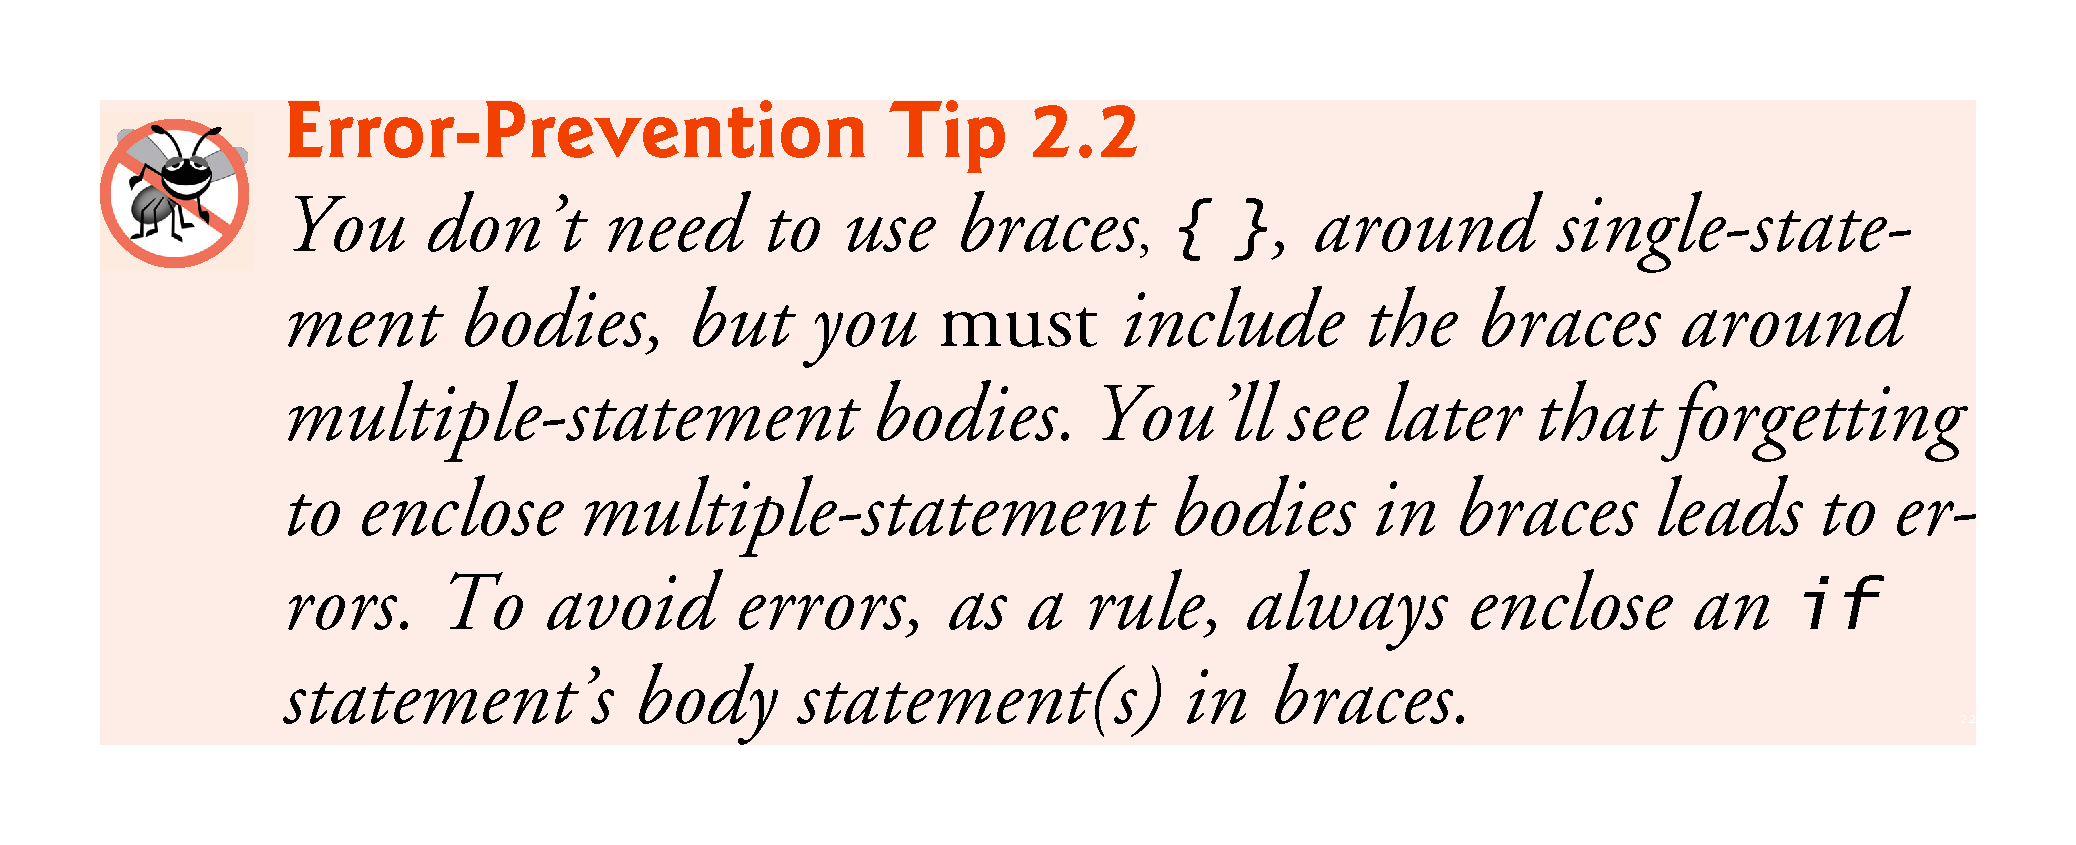 Error-Prevention Tip 2.2
You don’t need to use braces, { }, around single-state-
ment bodies, but you must include the braces around
multiple-statement bodies. You’ll see later that forgetting
to enclose multiple-statement bodies in braces leads to er-
rors. To avoid errors, as a rule, always enclose an if
statement’s body statement(s) in braces.
2.2